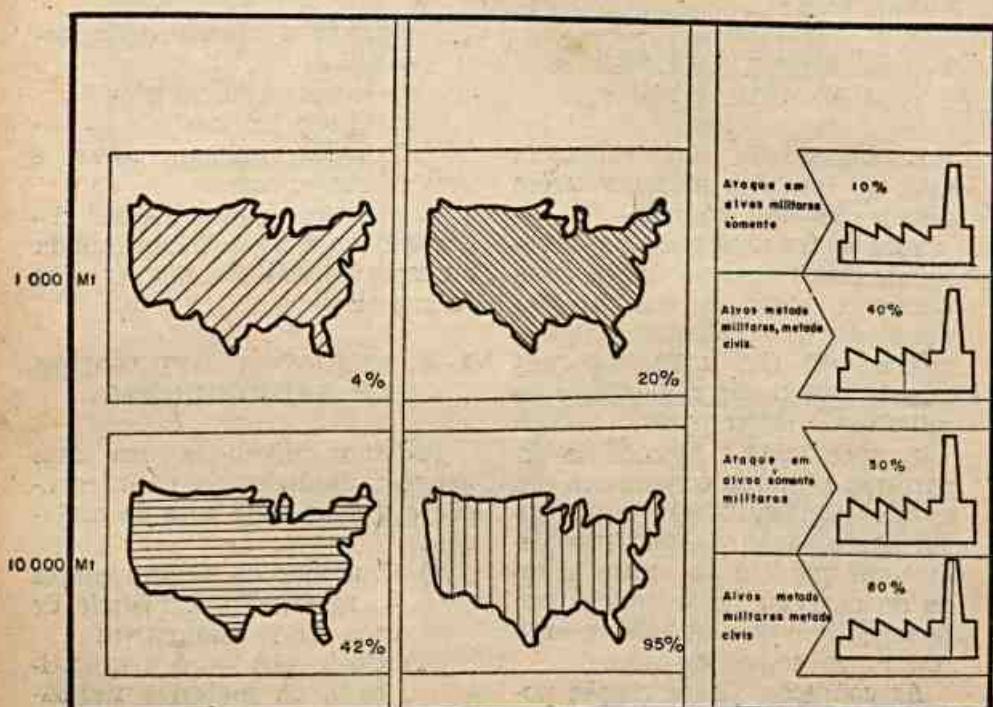 1 000 Mt
4%
20%
Ataque em
alvos militares
somente
10%
Alvos metade
militares, metade
civis.
40%
10 000 Mt
42%
95%
Ataque em
alvos somente
militares
30%
Alvos metade
militares metade
civis
80%